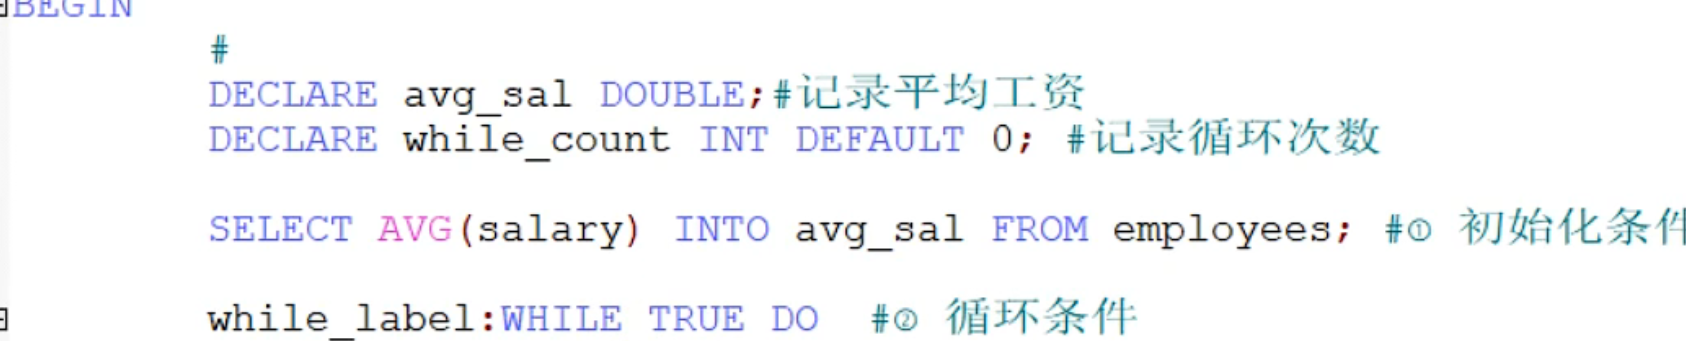 BEGIN
#
DECLARE avg_sal DOUBLE;#记录平均工资
DECLARE while_count INT DEFAULT 0; #记录循环次数
SELECT AVG(salary) INTO avg_sal FROM employees; #① 初始化条件
while_label:WHILE TRUE DO #② 循环条件